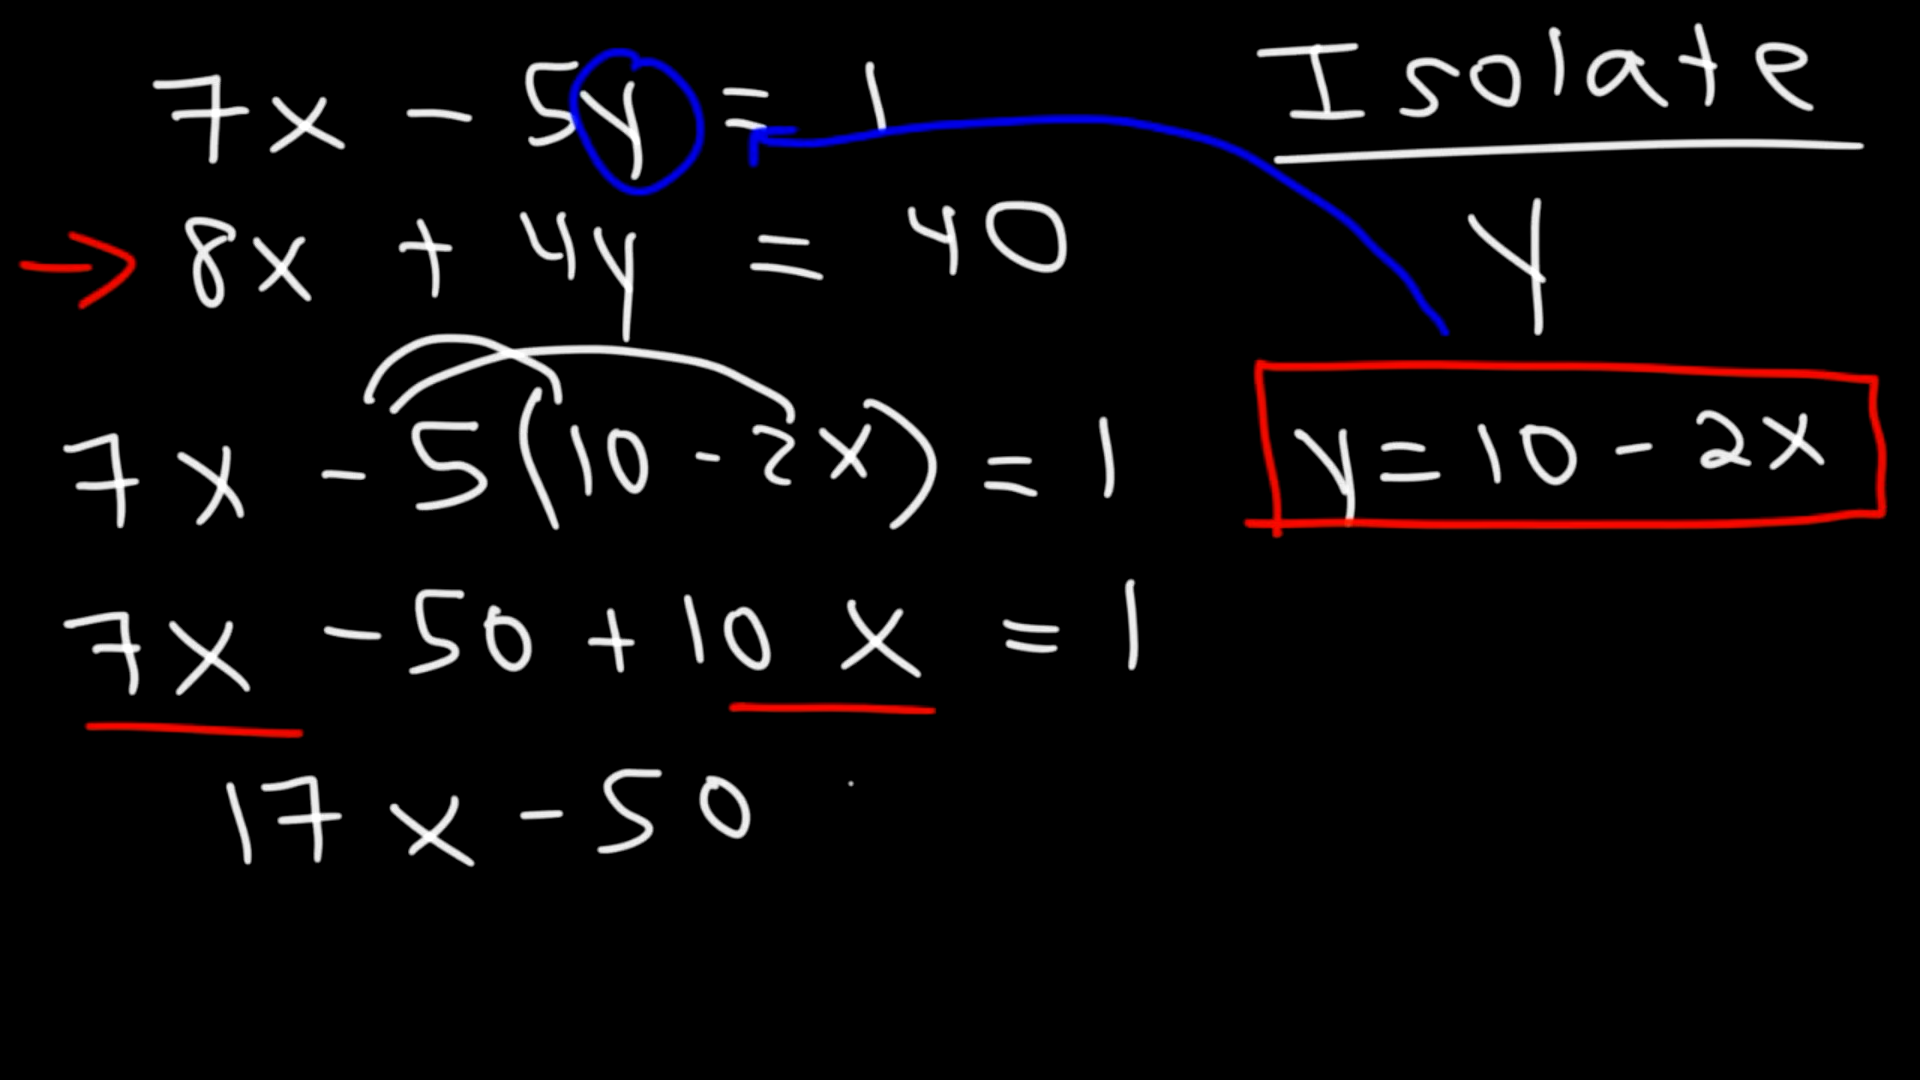 7x - 5y = 1
8x + 4y = 40
7x - 5(10 - 2x) = 1
7x - 50 + 10x = 1
17x - 50
Isolate
y
y = 10 - 2x